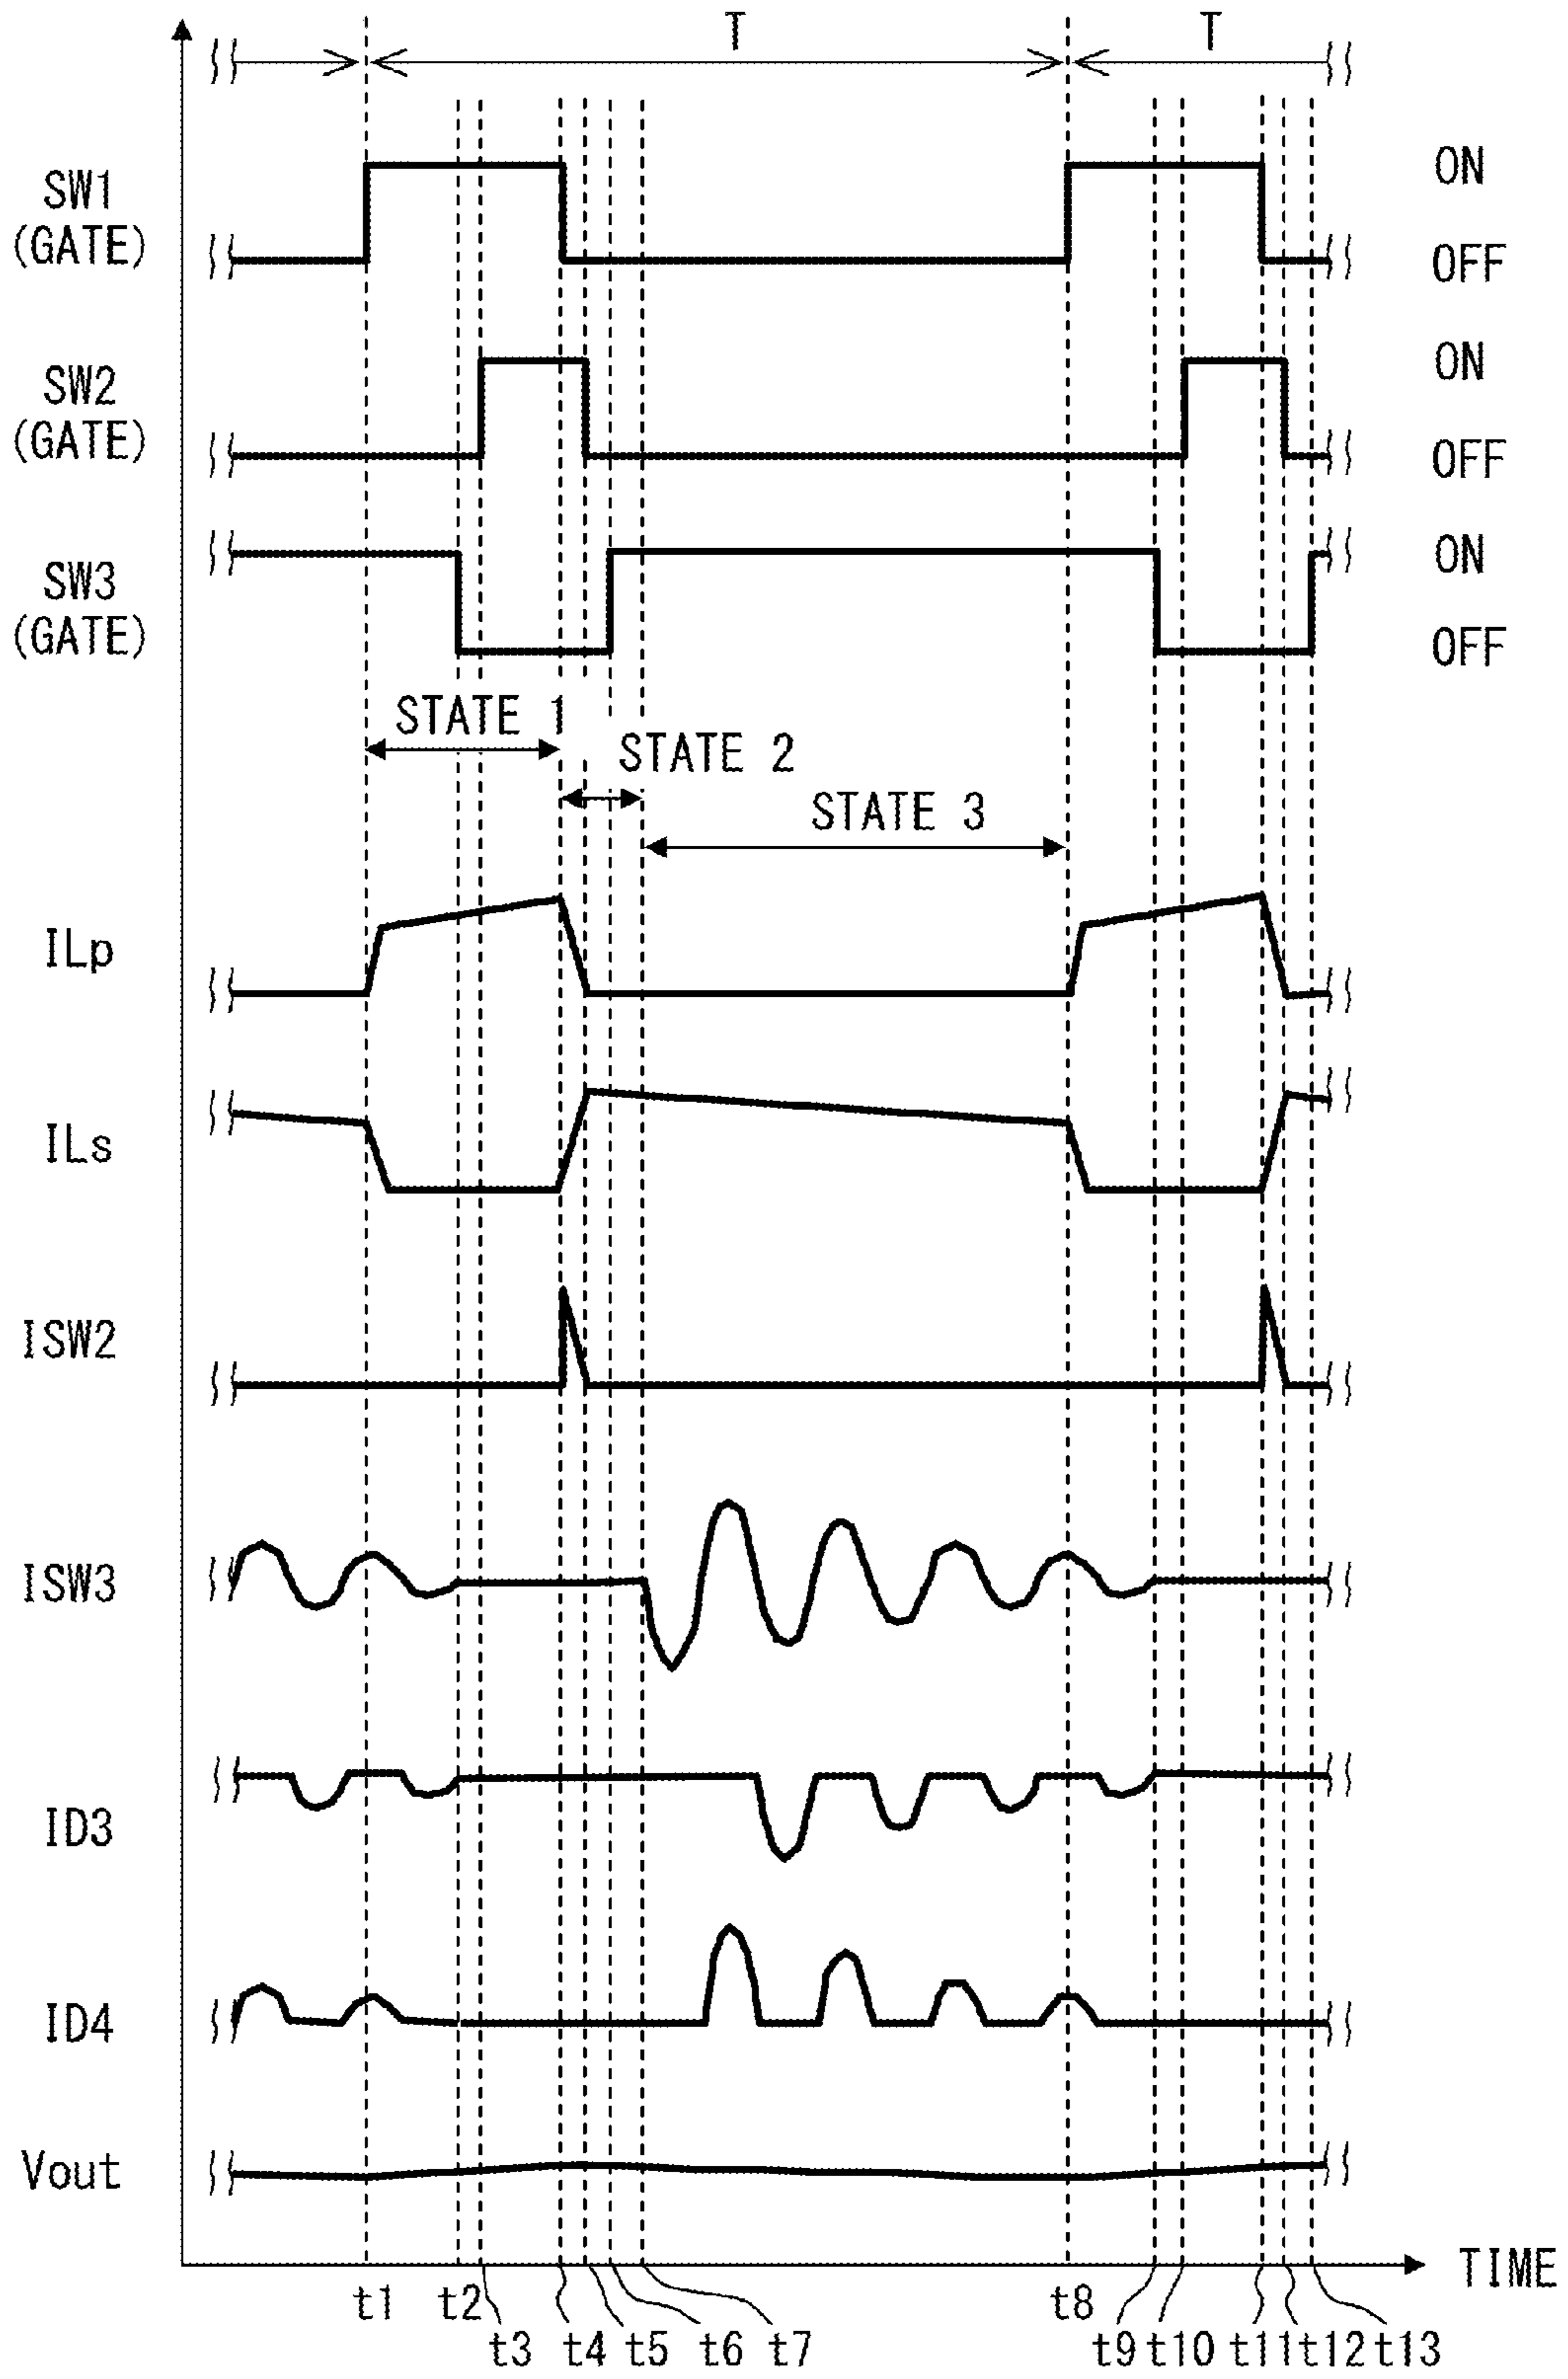 T T
SW1
(GATE)
ON
OFF
SW2
(GATE)
ON
OFF
SW3
(GATE)
ON
OFF
STATE 1
STATE 2
STATE 3
ILp
ILs
ISW2
ISW3
ID3
ID4
Vout
TIME
t1 t2 t8
t3 t4 t5 t6 t7 t9 t10 t11 t12 t13